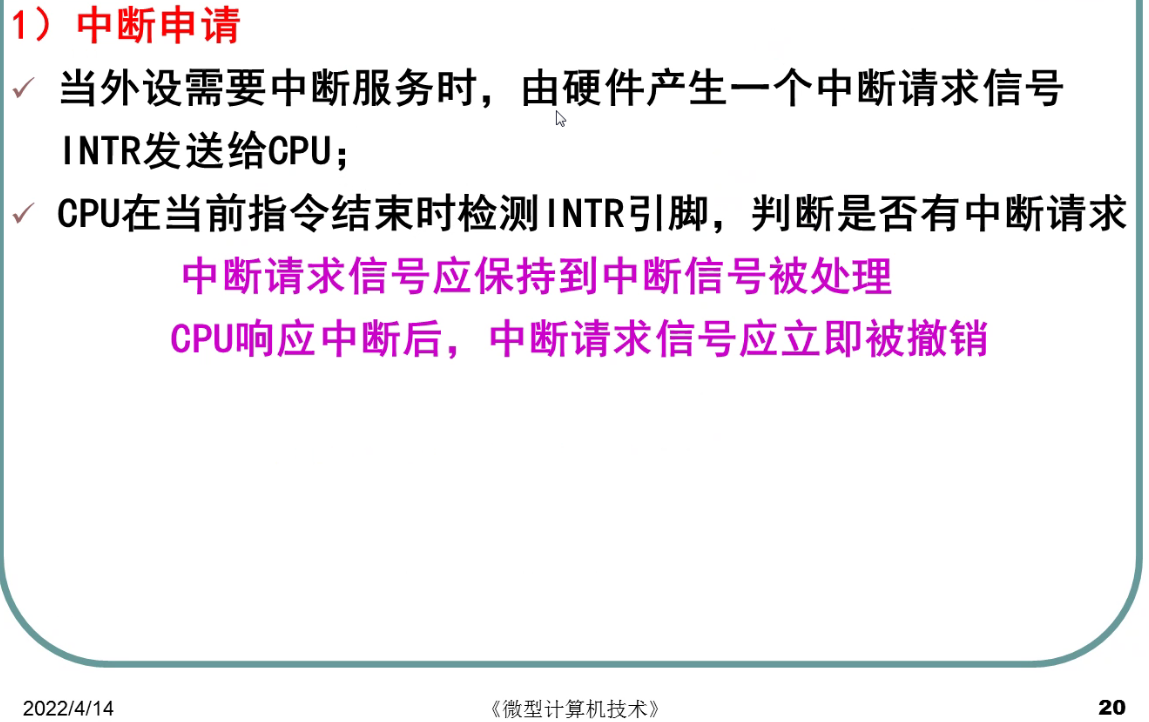 1）中断申请
✓ 当外设需要中断服务时，由硬件产生一个中断请求信号
INTR发送给CPU；
✓ CPU在当前指令结束时检测INTR引脚，判断是否有中断请求
中断请求信号应保持到中断信号被处理
CPU响应中断后，中断请求信号应立即被撤销
2022/4/14 《微型计算机技术》 20